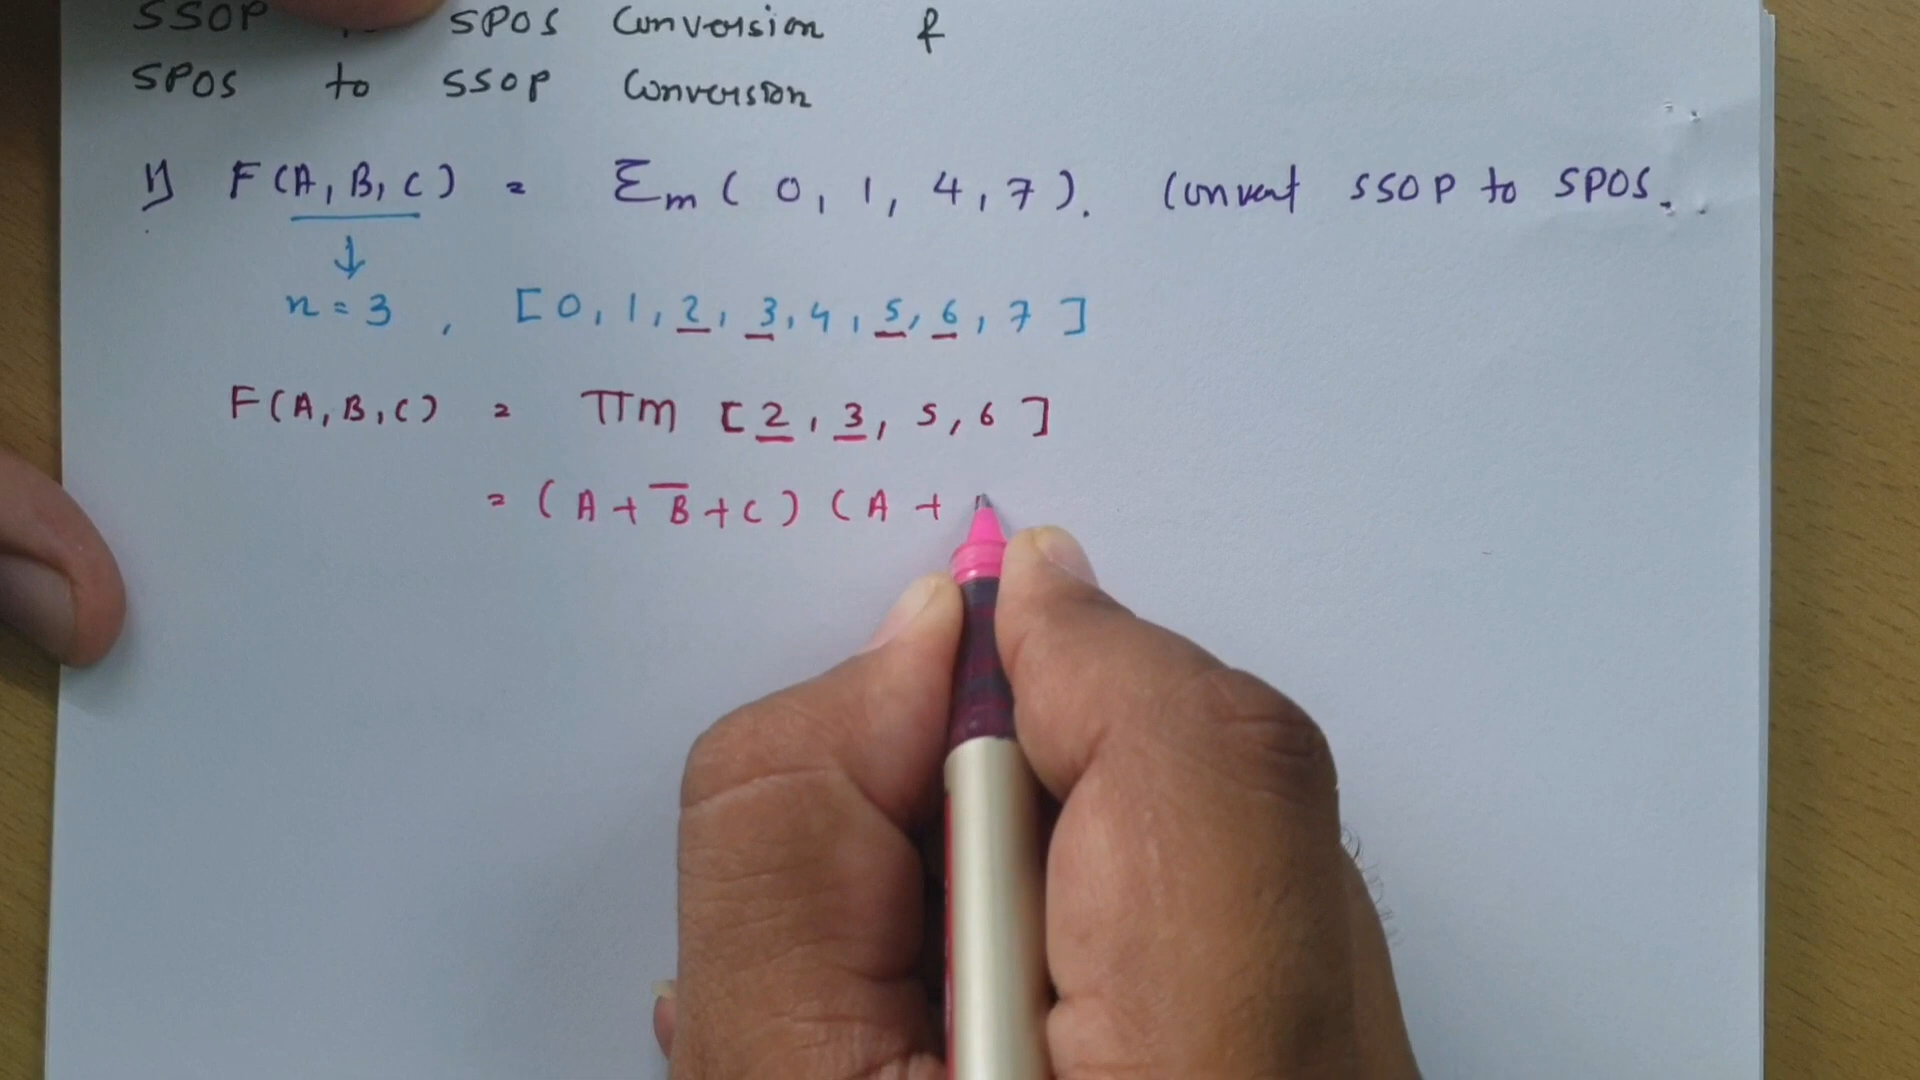 SSOP SPOS Conversion &
SPOS to SSOP Conversion
1) F(A, B, C) = Σm ( 0, 1, 4, 7 ). Convert SSOP to SPOS.
↓
n = 3 , [ 0, 1, 2, 3, 4, 5, 6, 7 ]
F(A, B, C) = πM [ 2, 3, 5, 6 ]
= ( A + B̅ + C ) ( A +